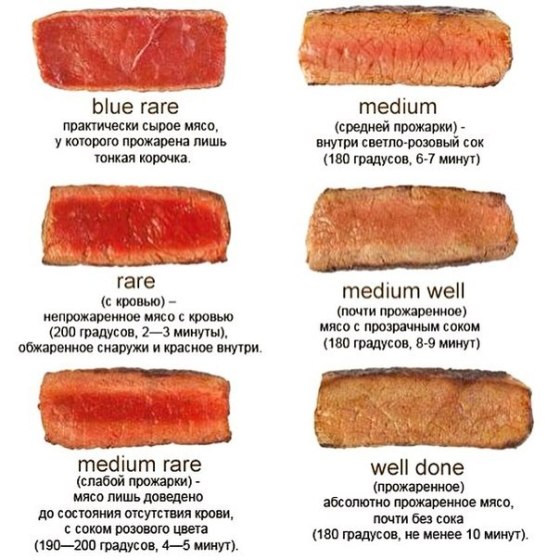 blue rare
практически сырое мясо,
у которого прожарена лишь
тонкая корочка.
rare
(с кровью) –
непрожаренное мясо с кровью
(200 градусов, 2—3 минуты),
обжаренное снаружи и красное внутри.
medium rare
(слабой прожарки) -
мясо лишь доведено
до состояния отсутствия крови,
с соком розового цвета
(190—200 градусов, 4—5 минут).
medium
(средней прожарки) -
внутри светло-розовый сок
(180 градусов, 6-7 минут)
medium well
(почти прожаренное)
мясо с прозрачным соком
(180 градусов, 8-9 минут)
well done
(прожаренное)
абсолютно прожаренное мясо,
почти без сока
(180 градусов, не менее 10 минут).